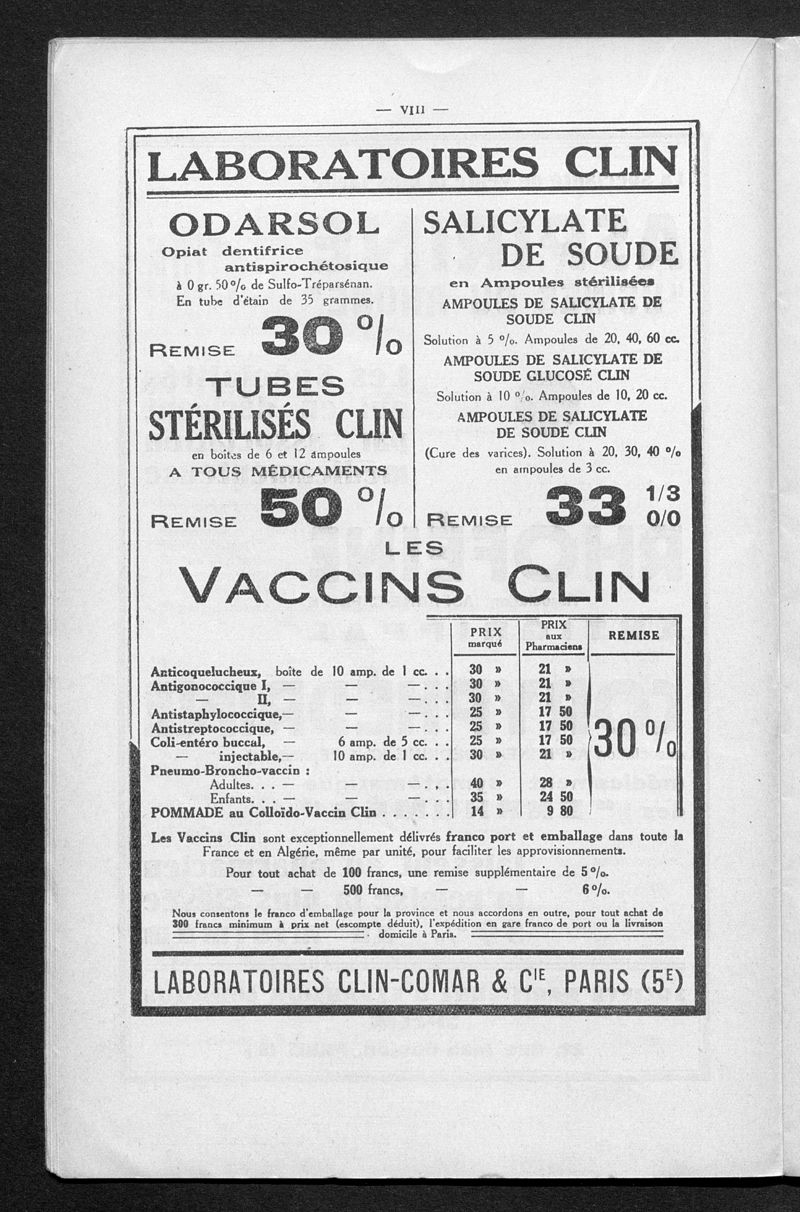 — VIII —
LABORATOIRES CLIN
ODARSOL
Opiat dentifrice
antispirochétosique
à 0 gr. 50 % de Sulfo-Tréparsénan.
En tube d'étain de 35 grammes.
REMISE 30 %
TUBES
STÉRILISÉS CLIN
en boites de 6 et 12 ampoules
A TOUS MÉDICAMENTS
REMISE 50 %
SALICYLATE
DE SOUDE
en Ampoules stérilisées
AMPOULES DE SALICYLATE DE
SOUDE CLIN
Solution à 5 %. Ampoules de 20, 40, 60 cc.
AMPOULES DE SALICYLATE DE
SOUDE GLUCOSÉ CLIN
Solution à 10 %. Ampoules de 10, 20 cc.
AMPOULES DE SALICYLATE
DE SOUDE CLIN
(Cure des varices). Solution à 20, 30, 40 %
en ampoules de 3 cc.
REMISE 33 1/3 0/0
LES
VACCINS CLIN
PRIX marqué PRIX aux Pharmaciens REMISE
Anticoquelucheux, boîte de 10 amp. de 1 cc. . . 30 » 21 »
Antigonococcique I, — — — . . . 30 » 21 »
— II, — — — . . . 30 » 21 »
Antistaphylococcique, — — — . . . 25 » 17 50
Antistreptococcique, — — — . . . 25 » 17 50
Coli-entéro buccal, — 6 amp. de 5 cc. . . 25 » 17 50
— injectable, — 10 amp. de 1 cc. . . 30 » 21 »
30 %
Pneumo-Broncho-vaccin :
Adultes. . . — — — . . . 40 » 28 »
Enfants. . . — — — . . . 35 » 24 50
POMMADE au Colloïdo-Vaccin Clin . . . . . . . 14 » 9 80
Les Vaccins Clin sont exceptionnellement délivrés franco port et emballage dans toute la
France et en Algérie, même par unité, pour faciliter les approvisionnements.
Pour tout achat de 100 francs, une remise supplémentaire de 5 %.
— — 500 francs, — — 6 %.
Nous consentons le franco d'emballage pour la province et nous accordons en outre, pour tout achat de
300 francs minimum à prix net (escompte déduit), l'expédition en gare franco de port ou la livraison
domicile à Paris.
LABORATOIRES CLIN-COMAR & CIE, PARIS (5E)